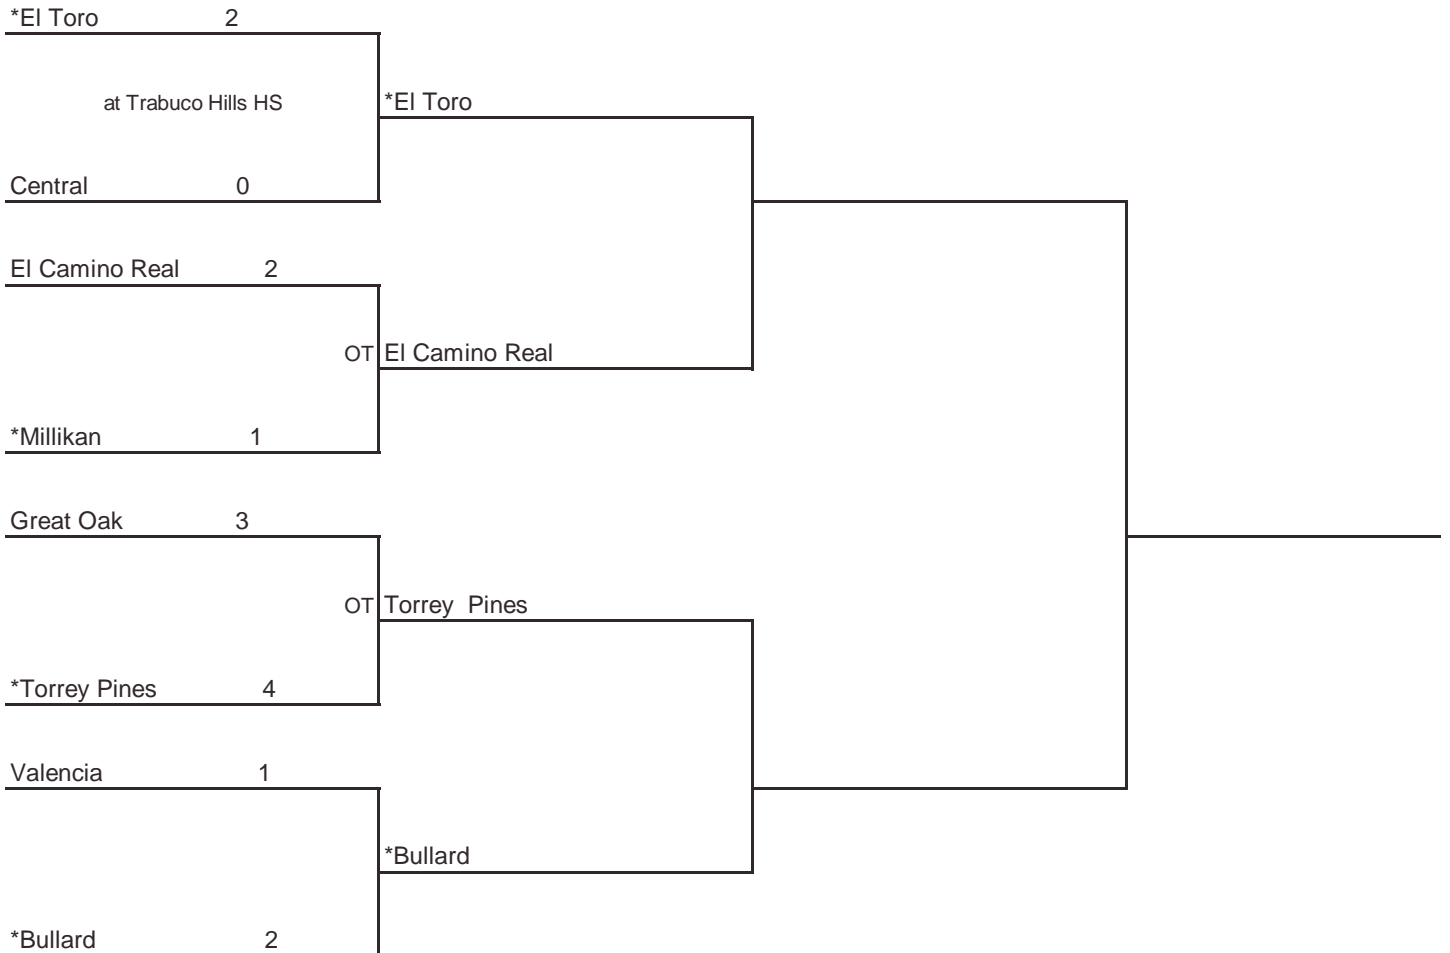 *El Toro 2
at Trabuco Hills HS
*El Toro
Central 0
El Camino Real 2
OT El Camino Real
*Millikan 1
Great Oak 3
OT Torrey Pines
*Torrey Pines 4
Valencia 1
*Bullard
*Bullard 2